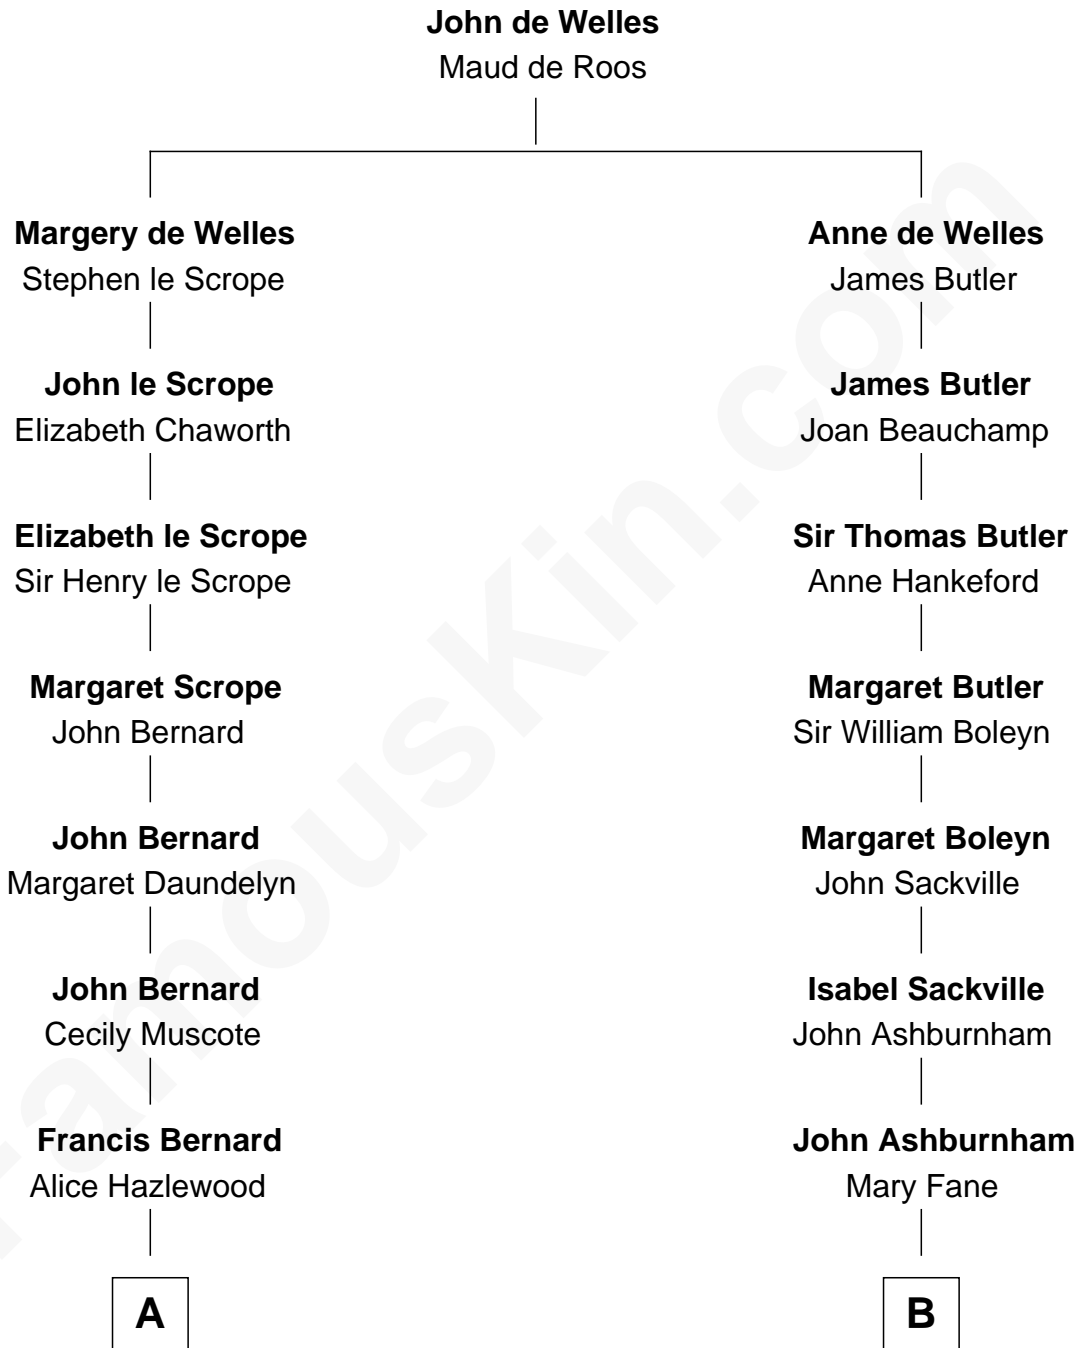 John de Welles
Maud de Roos
Margery de Welles
Stephen le Scrope
Anne de Welles
James Butler
John le Scrope
Elizabeth Chaworth
James Butler
Joan Beauchamp
Elizabeth le Scrope
Sir Henry le Scrope
Sir Thomas Butler
Anne Hankeford
Margaret Scrope
John Bernard
Margaret Butler
Sir William Boleyn
John Bernard
Margaret Daundelyn
Margaret Boleyn
John Sackville
John Bernard
Cecily Muscote
Isabel Sackville
John Ashburnham
Francis Bernard
Alice Hazlewood
John Ashburnham
Mary Fane
A
B
FamousKin.com